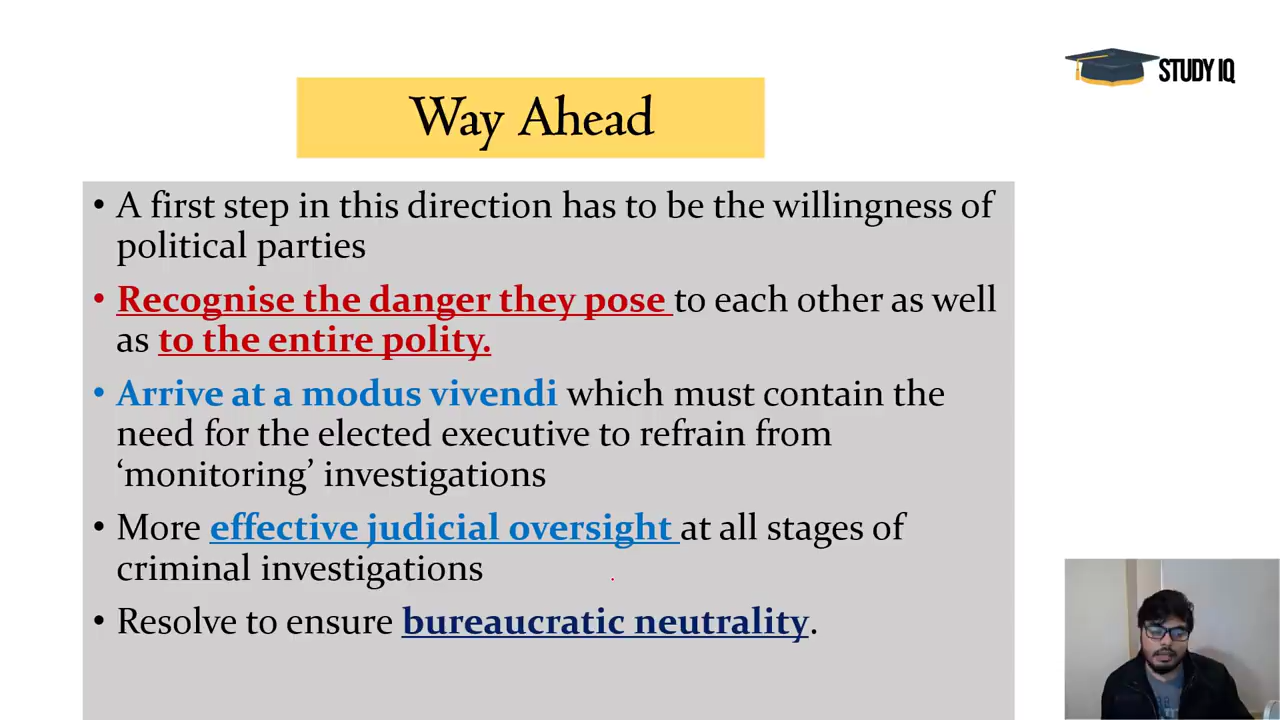 STUDY IQ
Way Ahead
• A first step in this direction has to be the willingness of
political parties
• Recognise the danger they pose to each other as well
as to the entire polity.
• Arrive at a modus vivendi which must contain the
need for the elected executive to refrain from
‘monitoring’ investigations
• More effective judicial oversight at all stages of
criminal investigations
• Resolve to ensure bureaucratic neutrality.